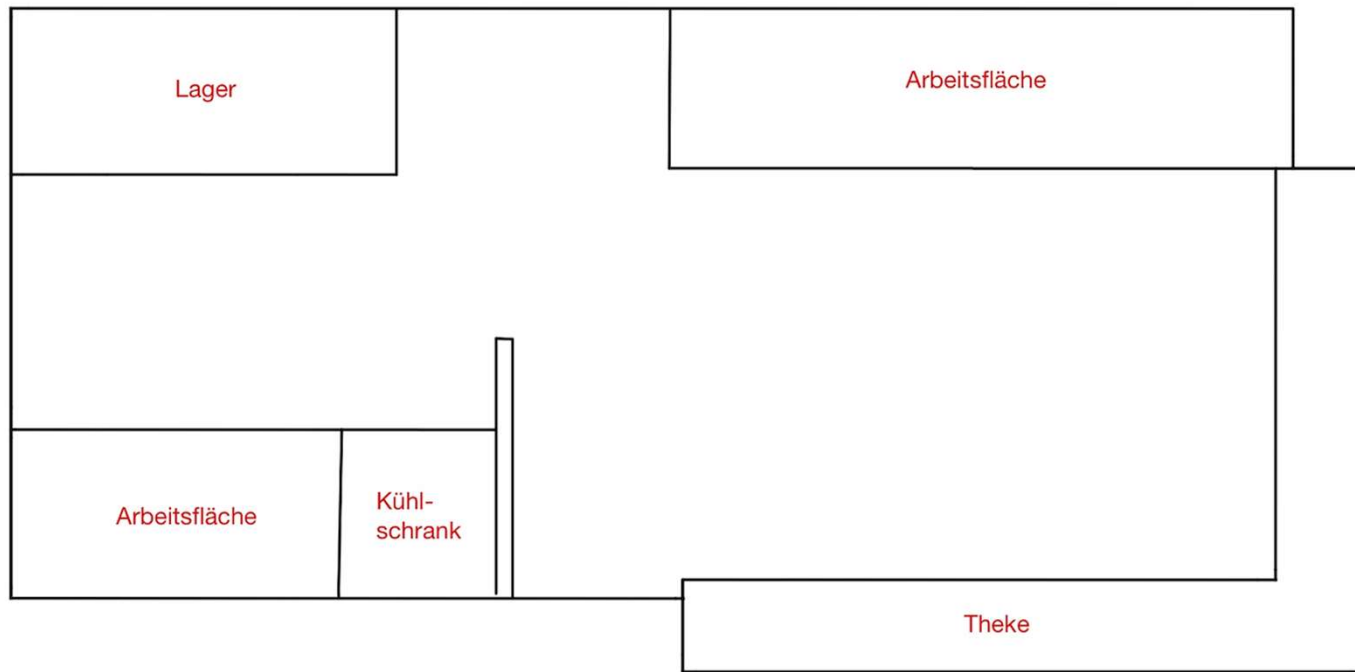 Lager
Arbeitsfläche
Arbeitsfläche
Kühl-
schrank
Theke